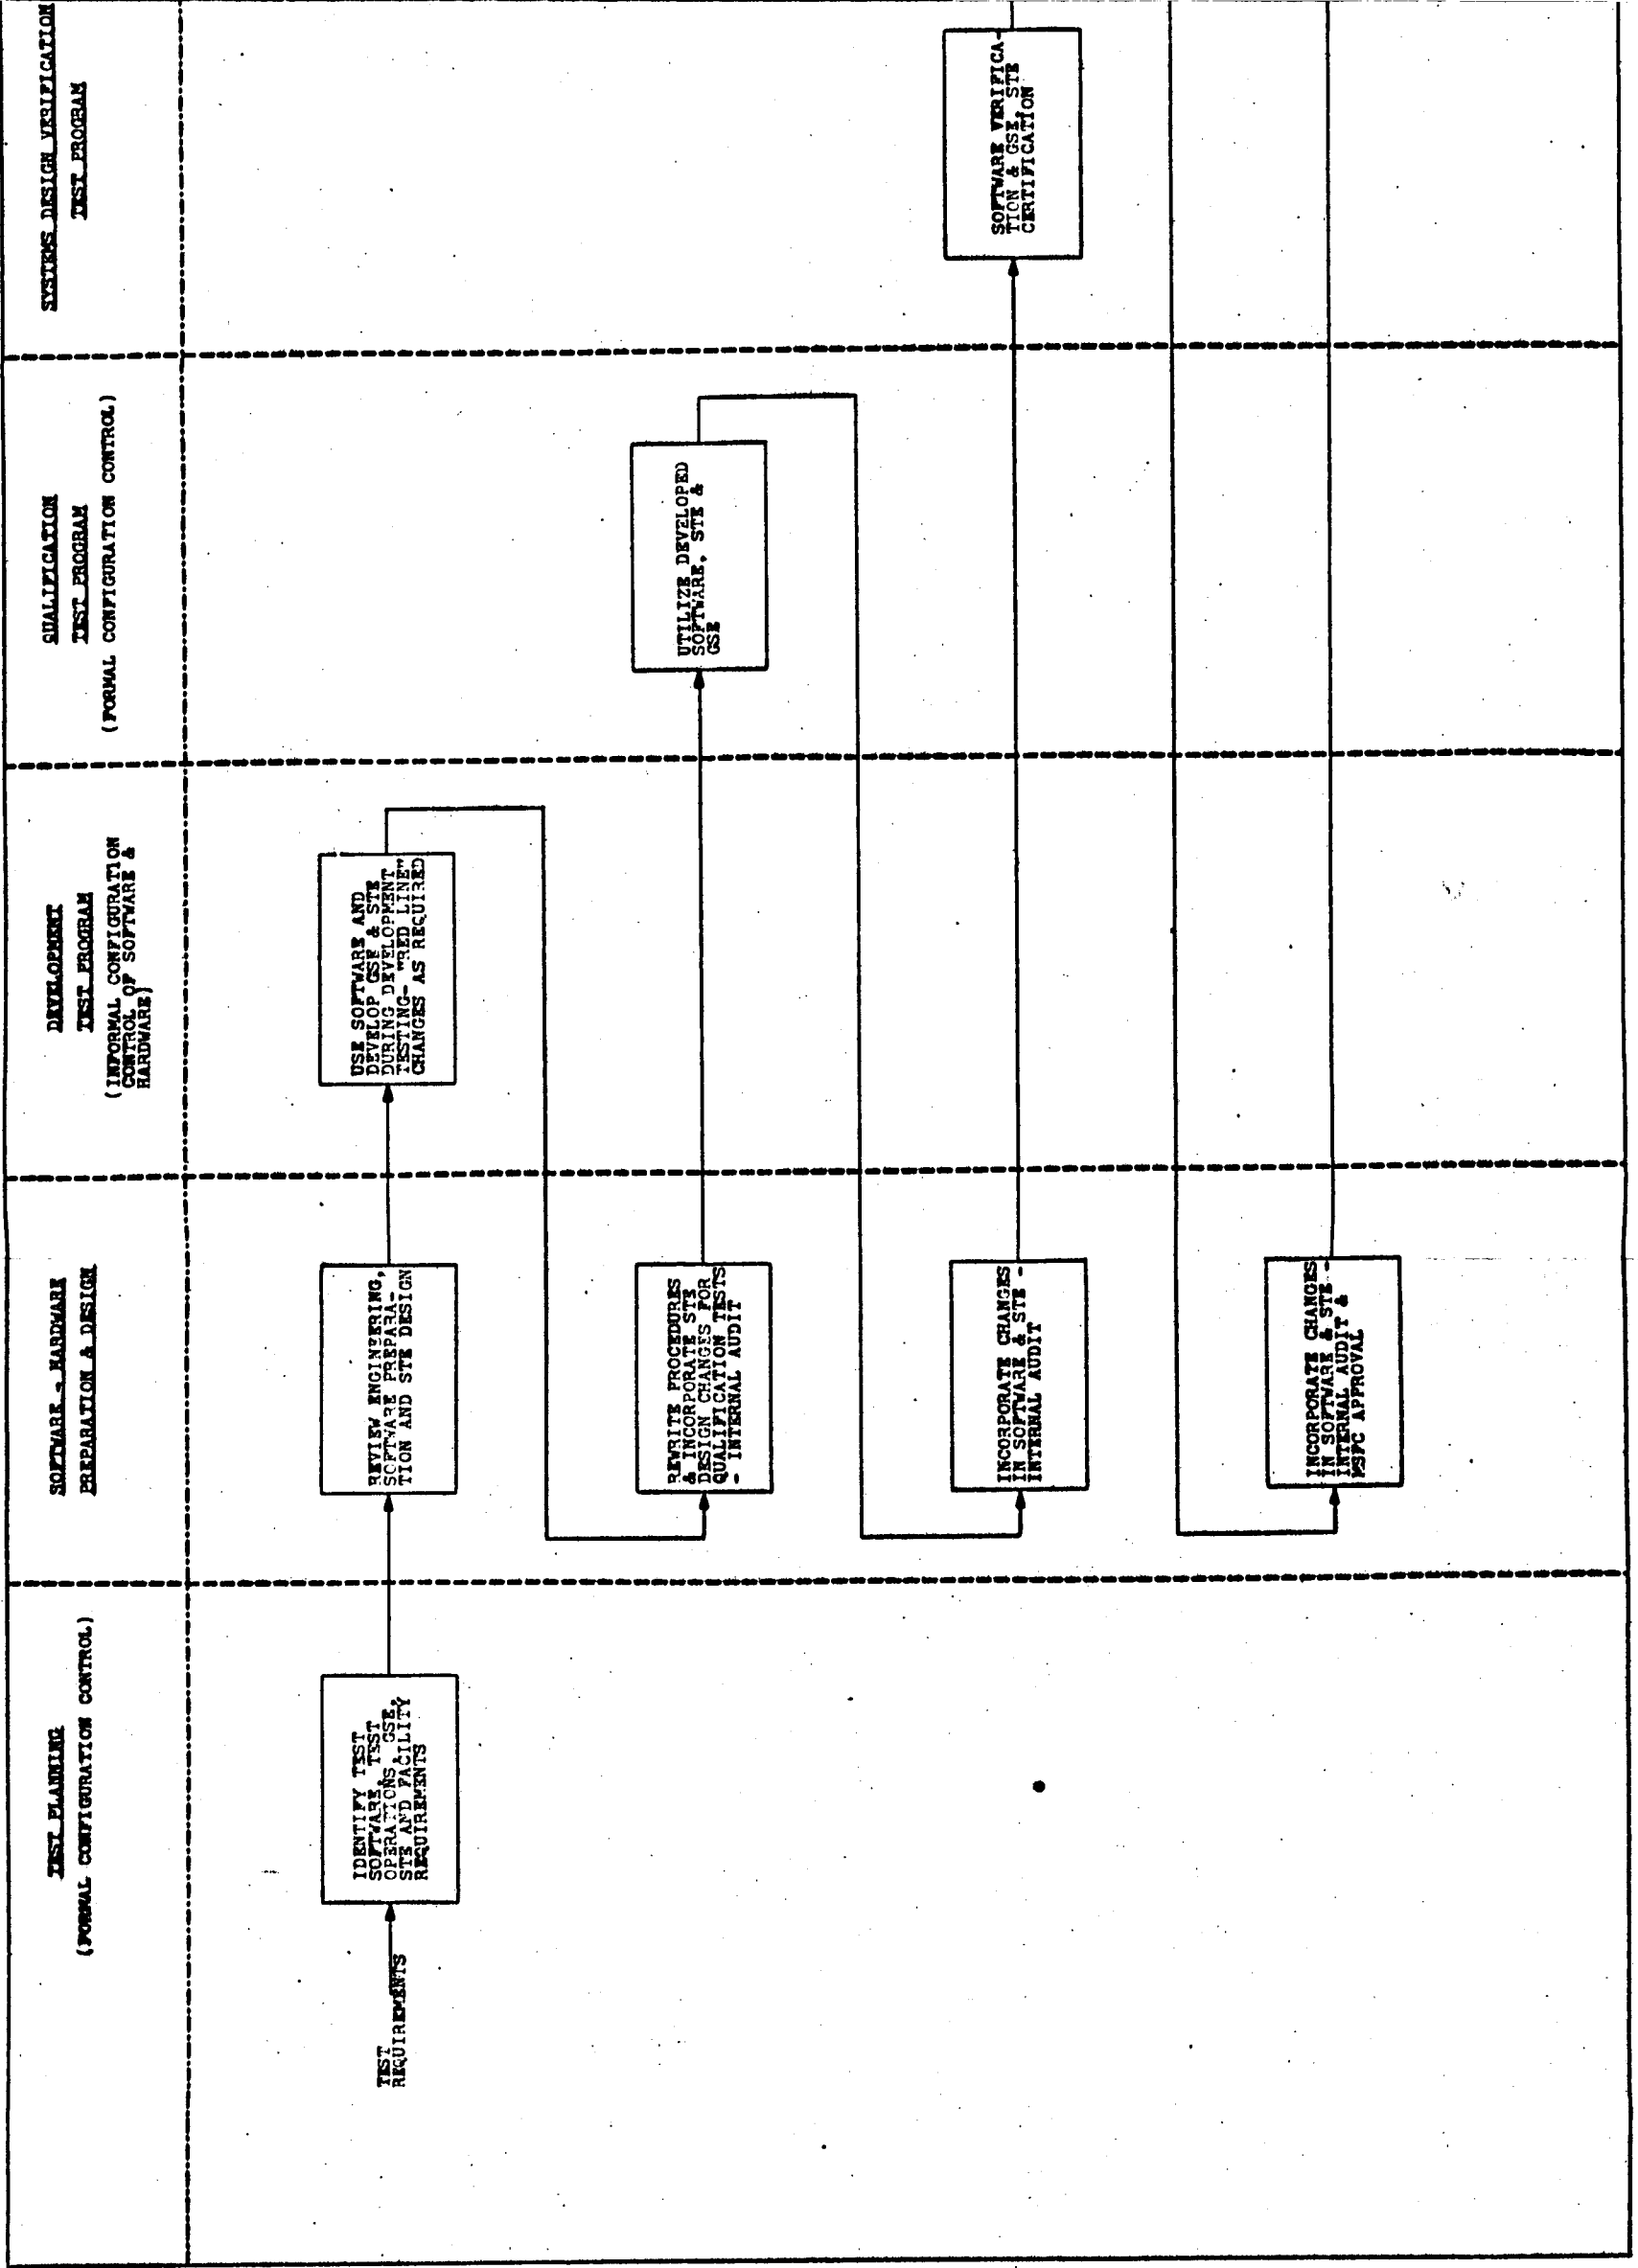 TEST PLANNING
(FORMAL CONFIGURATION CONTROL)
SOFTWARE - HARDWARE
PREPARATION & DESIGN
DEVELOPMENT
TEST PROGRAM
(INFORMAL CONFIGURATION
CONTROL OF SOFTWARE &
HARDWARE)
QUALIFICATION
TEST PROGRAM
(FORMAL CONFIGURATION CONTROL)
SYSTEMS DESIGN VERIFICATION
TEST PROGRAM
TEST
REQUIREMENTS
IDENTIFY TEST
SOFTWARE, TEST
OPERATIONS, GSE,
STE AND FACILITY
REQUIREMENTS
REVIEW ENGINEERING,
SOFTWARE PREPARA-
TION AND STE DESIGN
USE SOFTWARE AND
DEVELOP GSE & STE
DURING DEVELOPMENT
TESTING- "RED LINE"
CHANGES AS REQUIRED
REWRITE PROCEDURES
& INCORPORATE STE
DESIGN CHANGES FOR
QUALIFICATION TESTS
- INTERNAL AUDIT
UTILIZE DEVELOPED
SOFTWARE, STE &
GSE
INCORPORATE CHANGES
IN SOFTWARE & STE -
INTERNAL AUDIT
SOFTWARE VERIFICA-
TION & GSE, STE
CERTIFICATION
INCORPORATE CHANGES
IN SOFTWARE & STE -
INTERNAL AUDIT &
MSFC APPROVAL